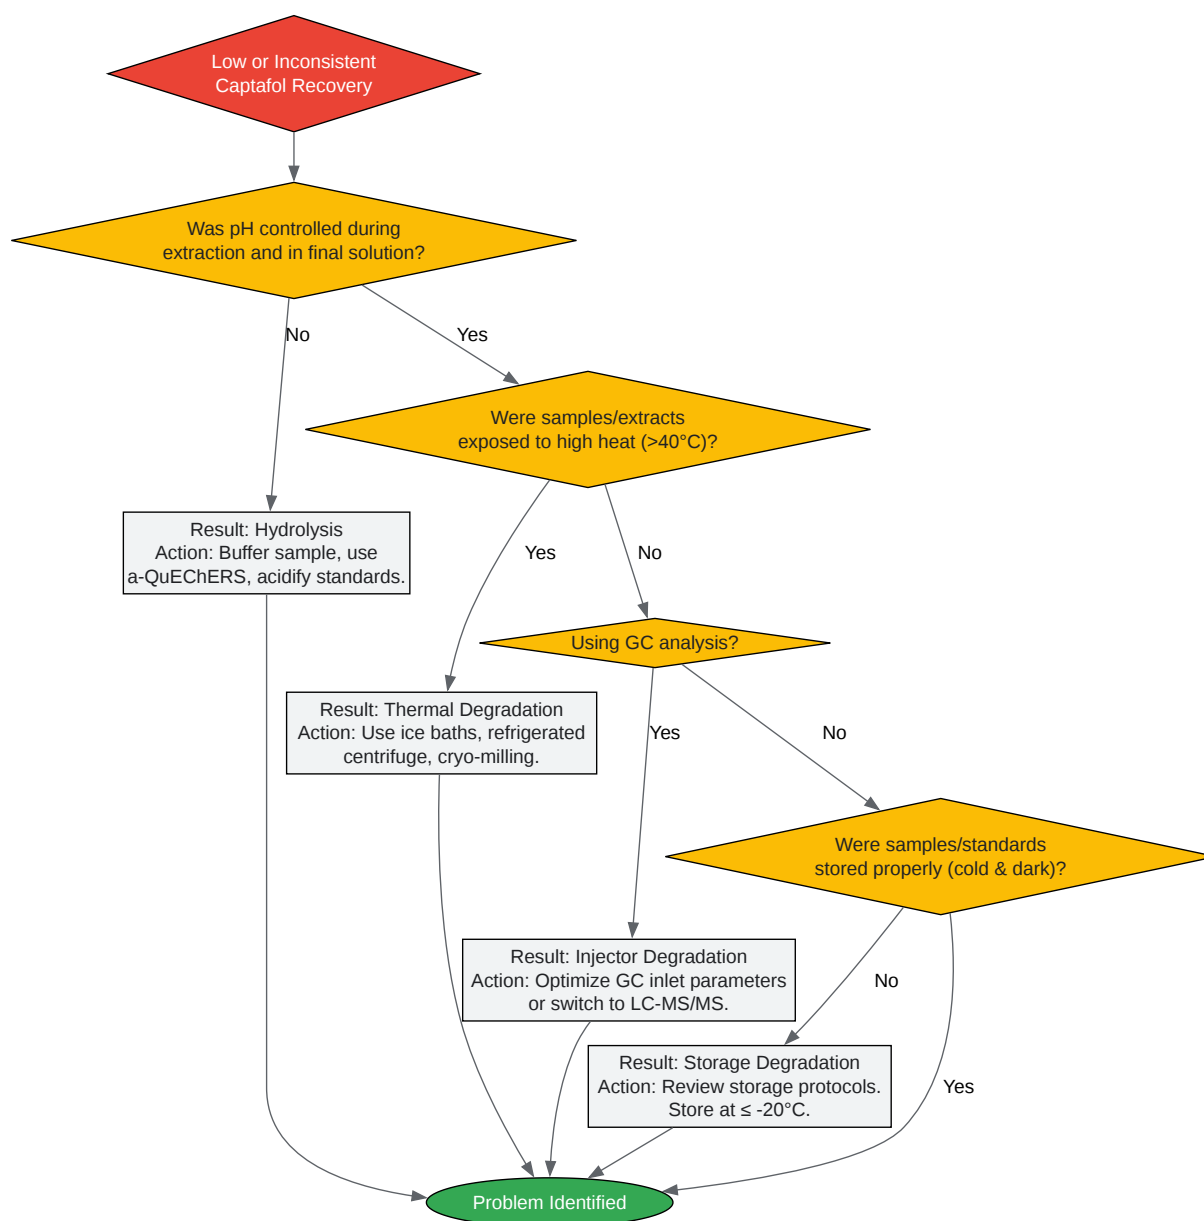 Low or Inconsistent
Captafol Recovery
Was pH controlled during
extraction and in final solution?
No
Yes
Were samples/extracts
exposed to high heat (>40°C)?
Result: Hydrolysis
Action: Buffer sample, use
a-QuEChERS, acidify standards.
Yes
No
Using GC analysis?
Result: Thermal Degradation
Action: Use ice baths, refrigerated
centrifuge, cryo-milling.
Yes
No
Were samples/standards
stored properly (cold & dark)?
Result: Injector Degradation
Action: Optimize GC inlet parameters
or switch to LC-MS/MS.
No
Result: Storage Degradation
Action: Review storage protocols.
Store at ≤ -20°C.
Yes
Problem Identified